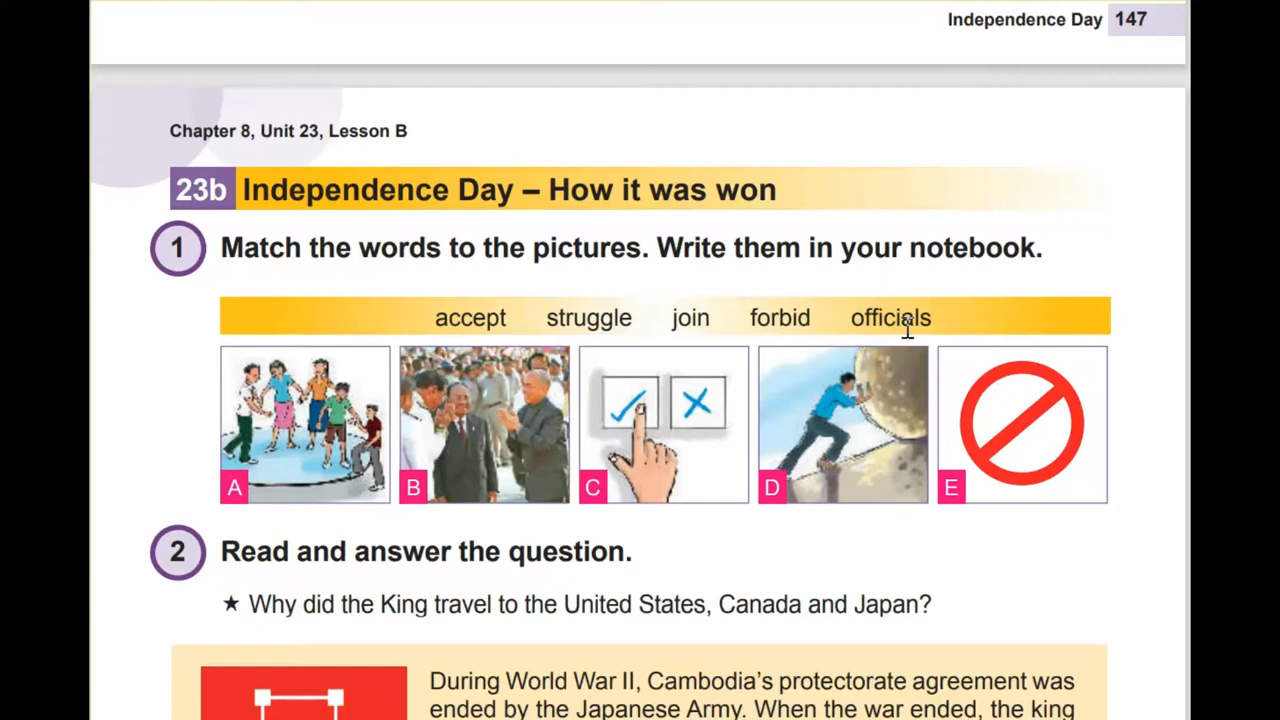 Independence Day 147
Chapter 8, Unit 23, Lesson B
23b Independence Day – How it was won
1 Match the words to the pictures. Write them in your notebook.
accept struggle join forbid officials
A B C D E
2 Read and answer the question.
★ Why did the King travel to the United States, Canada and Japan?
During World War II, Cambodia's protectorate agreement was
ended by the Japanese Army. When the war ended, the king